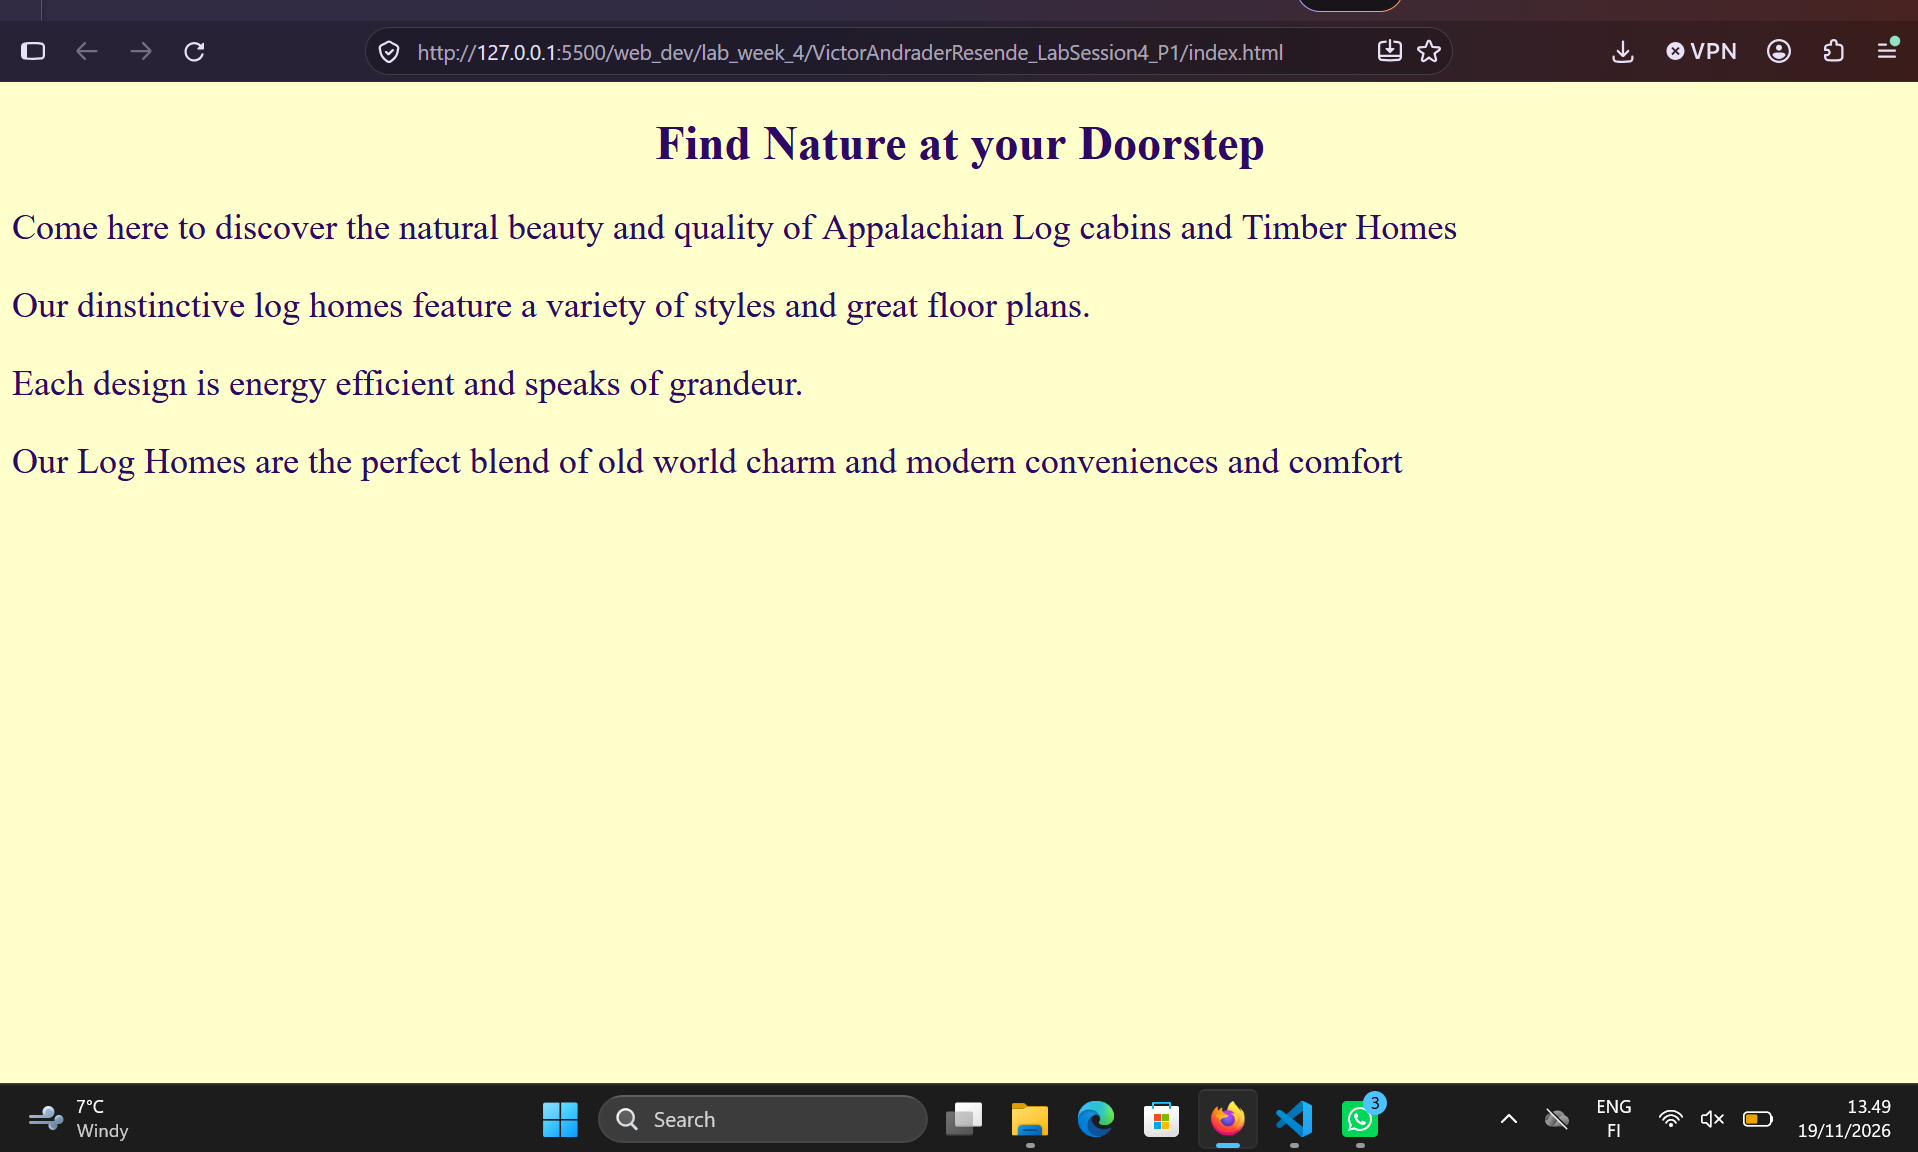 http://127.0.0.1:5500/web_dev/lab_week_4/VictorAndraderResende_LabSession4_P1/index.html
VPN
Find Nature at your Doorstep
Come here to discover the natural beauty and quality of Appalachian Log cabins and Timber Homes
Our dinstinctive log homes feature a variety of styles and great floor plans.
Each design is energy efficient and speaks of grandeur.
Our Log Homes are the perfect blend of old world charm and modern conveniences and comfort
7°C
Windy
Search
3
ENG
FI
13.49
19/11/2026